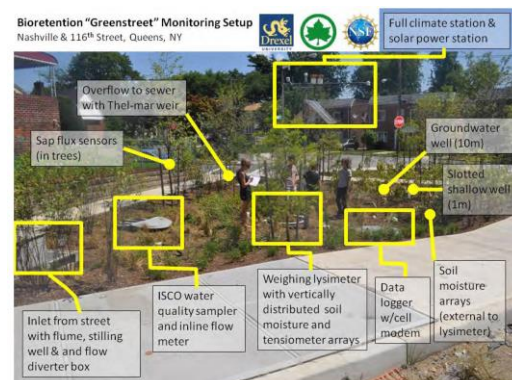 Bioretention "Greenstreet" Monitoring Setup
Nashville & 116th Street, Queens, NY
Drexel
UNIVERSITY
NSF
Full climate station &
solar power station
Overflow to sewer
with Thel-mar weir
Sap flux sensors
(in trees)
Groundwater
well (10m)
Slotted
shallow well
(1m)
Inlet from street
with flume, stilling
well & and flow
diverter box
ISCO water
quality sampler
and inline flow
meter
Weighing lysimeter
with vertically
distributed soil
moisture and
tensiometer arrays
Data
logger
w/cell
modem
Soil
moisture
arrays
(external to
lysimeter)